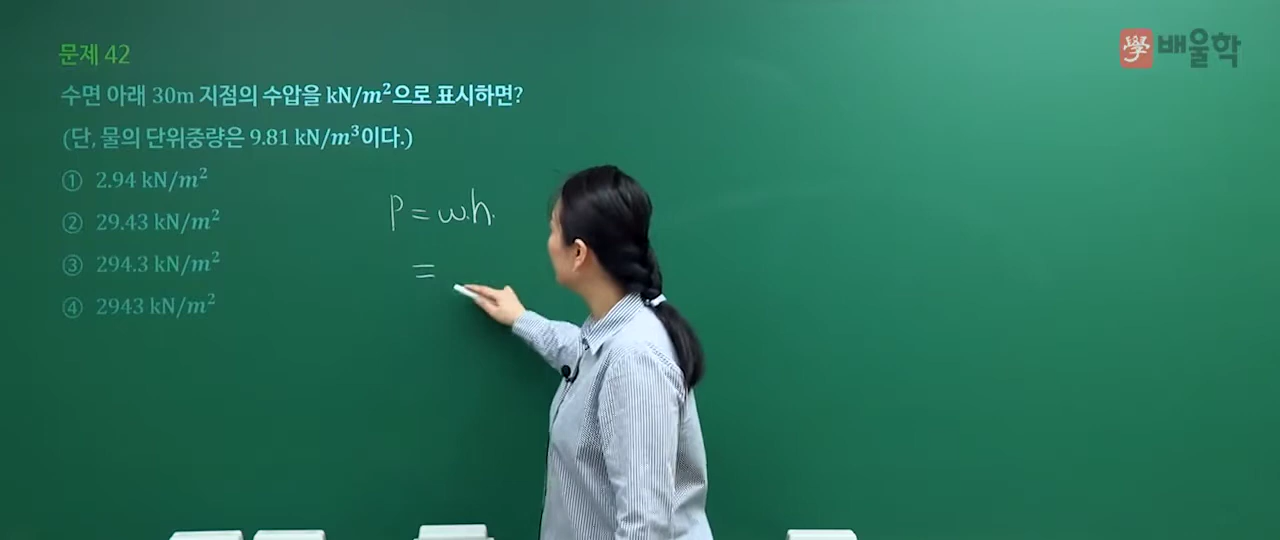 문제 42
學 배울학
수면 아래 30m 지점의 수압을 kN/m²으로 표시하면?
(단, 물의 단위중량은 9.81 kN/m³이다.)
① 2.94 kN/m²
② 29.43 kN/m²
③ 294.3 kN/m²
④ 2943 kN/m²
P = w.h.
=